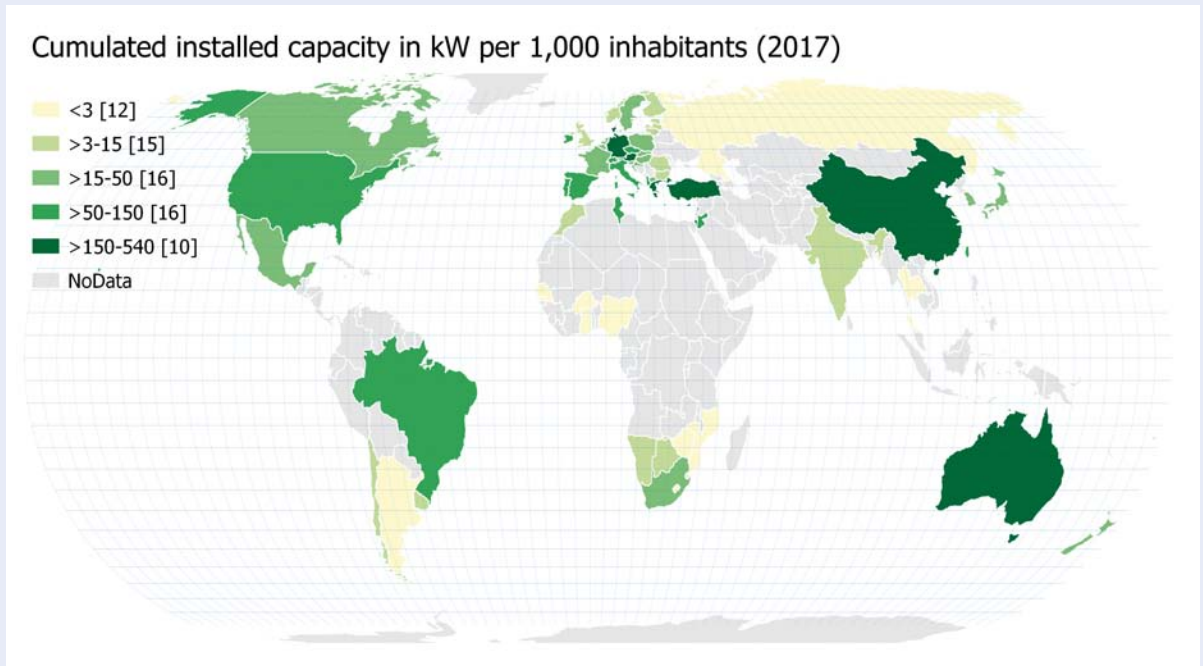 Cumulated installed capacity in kW per 1,000 inhabitants (2017)
<3 [12]
>3-15 [15]
>15-50 [16]
>50-150 [16]
>150-540 [10]
NoData